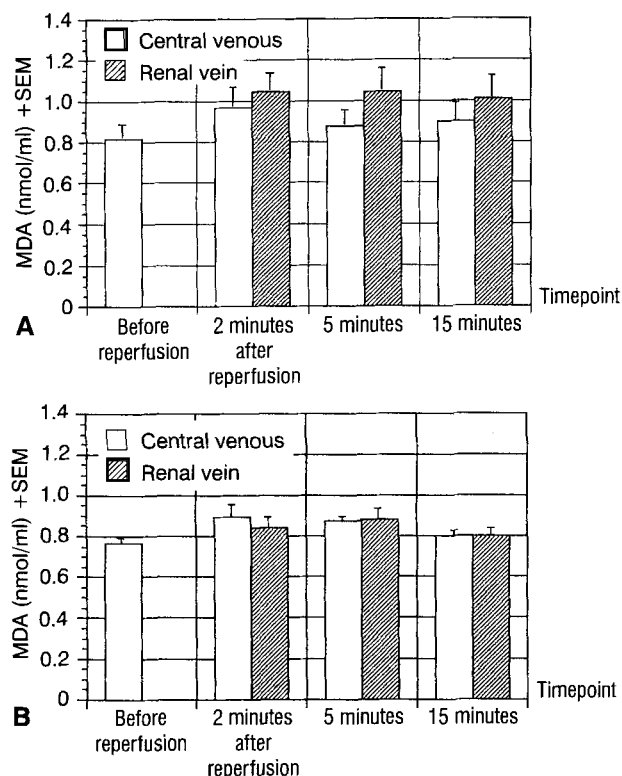 1.4
1.2
1.0
0.8
0.6
0.4
0.2
0
MDA (nmol/ml) +SEM
Central venous
Renal vein
Timepoint
A
Before reperfusion
2 minutes after reperfusion
5 minutes
15 minutes
1.4
1.2
1.0
0.8
0.6
0.4
0.2
0
MDA (nmol/ml) +SEM
Central venous
Renal vein
Timepoint
B
Before reperfusion
2 minutes after reperfusion
5 minutes
15 minutes